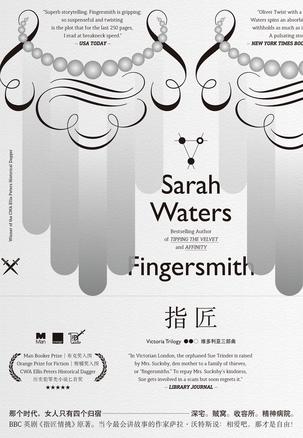 "Superb storytelling. Fingersmith is gripping;
so suspenseful and twisting
is the plot that for the last 250 pages,
I read at breakneck speed."
– USA TODAY –
"Oliver Twist with a
Waters spins an absorbi
withholds as much as i
A pulsating sto
– NEW YORK TIMES BOO
Winner of the CWA Ellis Peters Historical Dagger
Sarah
Waters
Bestselling Author
of TIPPING THE VELVET
and AFFINITY
Fingersmith
指匠
Victoria Trilogy ●●○ 维多利亚三部曲
Man
Man Booker Prize | 布克奖入围
Orange Prize for Fiction | 柑橘奖入围
CWA Ellis Peters Historical Dagger
历史犯罪类小说匕首奖
★★★★★
"In Victorian London, the orphaned Sue Trinder is raised
by Mrs. Sucksby, den mother to a family of thieves,
or "fingersmiths." To repay Mrs. Sucksby's kindness,
Sue gets involved in a scam but soon regrets it."
– LIBRARY JOURNAL –
那个时代，女人只有四个归宿————深宅。贼窝。收容所。精神病院。
BBC 英剧《指匠情挑》原著。当今最会讲故事的作家萨拉·沃特斯说：相爱吧，那才是自由！